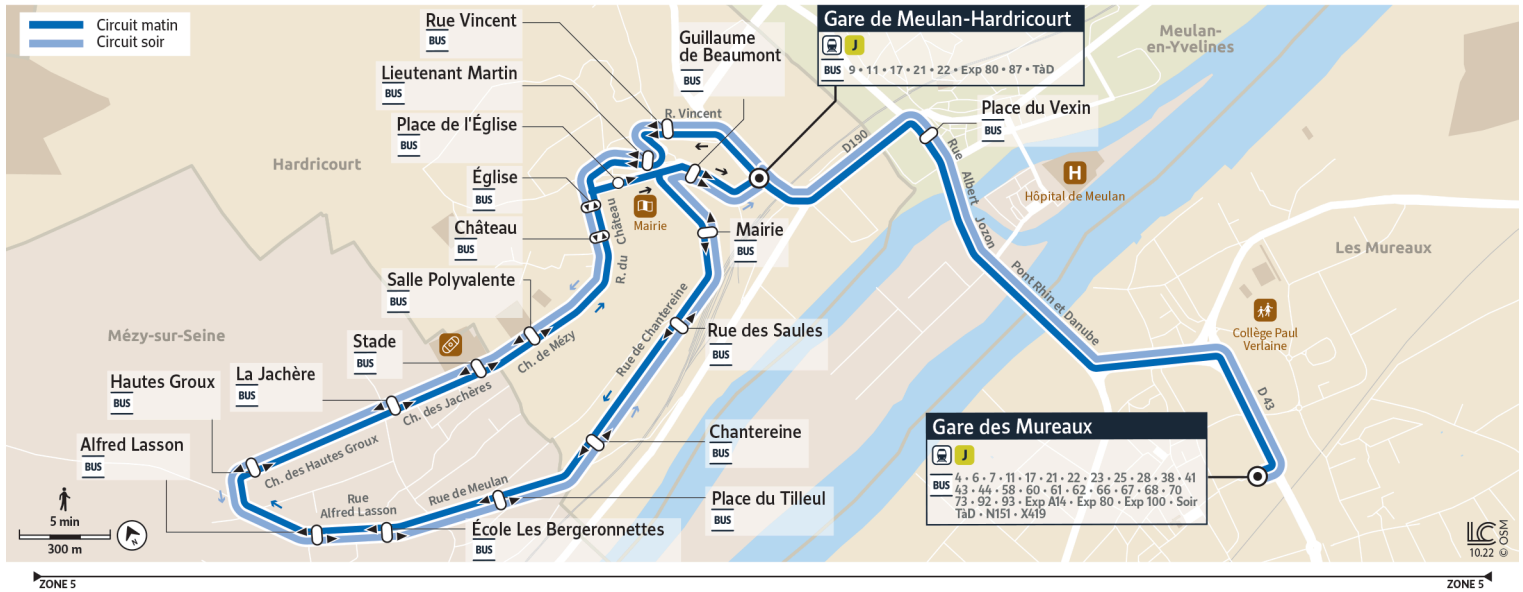 Circuit matin
Circuit soir
Rue Vincent
BUS
Lieutenant Martin
BUS
Place de l'Église
BUS
Église
BUS
Château
BUS
Salle Polyvalente
BUS
Stade
BUS
La Jachère
BUS
Hautes Groux
BUS
Alfred Lasson
BUS
Guillaume
de Beaumont
BUS
Gare de Meulan-Hardricourt
J
BUS 9 • 11 • 17 • 21 • 22 • Exp 80 • 87 • TàD
Meulan-
en-Yvelines
Place du Vexin
BUS
R. Vincent
D190
Hardricourt
Mairie
R. du Château
Mairie
BUS
Rue Albert Jozon
H
Hôpital de Meulan
Les Mureaux
Pont Rhin et Danube
Collège Paul
Verlaine
D 43
Mézy-sur-Seine
Ch. de Mézy
Ch. des Jachères
Ch. des Hautes Groux
Rue de Chantereine
Rue des Saules
BUS
Chantereine
BUS
Place du Tilleul
BUS
Rue de Meulan
Rue
Alfred Lasson
École Les Bergeronnettes
BUS
Gare des Mureaux
J
BUS 4 • 6 • 7 • 11 • 17 • 21 • 22 • 23 • 25 • 28 • 38 • 41
43 • 44 • 58 • 60 • 61 • 62 • 66 • 67 • 68 • 70
73 • 92 • 93 • Exp A14 • Exp 80 • Exp 100 • Soir
TàD • N151 • X419
5 min
300 m
N
LC
10.22
© OSM
ZONE 5
ZONE 5